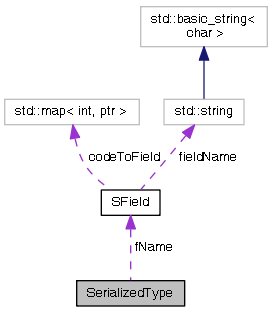 std::basic_string<
char >
std::map< int, ptr >
std::string
codeToField
fieldName
SField
fName
SerializedType